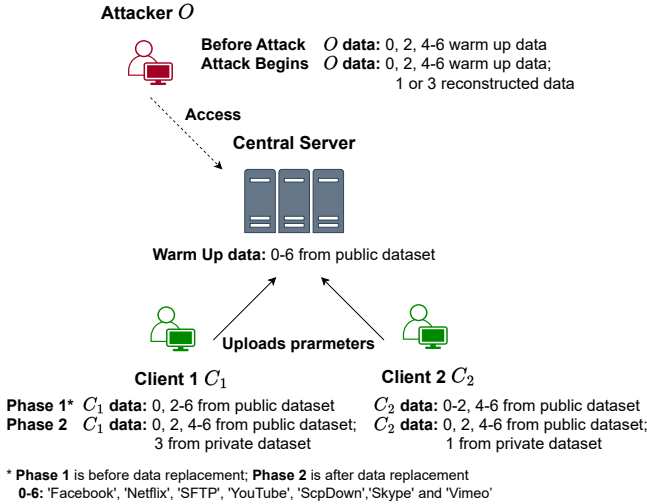 Attacker O
Before Attack O data: 0, 2, 4-6 warm up data
Attack Begins O data: 0, 2, 4-6 warm up data;
1 or 3 reconstructed data
Access
Central Server
Warm Up data: 0-6 from public dataset
Uploads prarmeters
Client 1 C₁
Phase 1* C₁ data: 0, 2-6 from public dataset
Phase 2 C₁ data: 0, 2, 4-6 from public dataset;
3 from private dataset
Client 2 C₂
C₂ data: 0-2, 4-6 from public dataset
C₂ data: 0, 2, 4-6 from public dataset;
1 from private dataset
* Phase 1 is before data replacement; Phase 2 is after data replacement
0-6: 'Facebook', 'Netflix', 'SFTP', 'YouTube', 'ScpDown','Skype' and 'Vimeo'